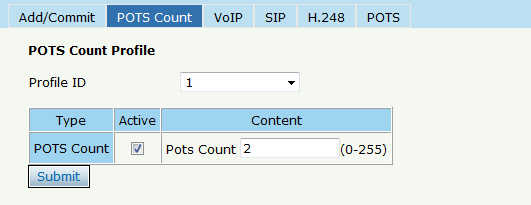 Add/Commit POTS Count VoIP SIP H.248 POTS
POTS Count Profile
Profile ID 1
Type Active Content
POTS Count Pots Count 2 (0-255)
Submit